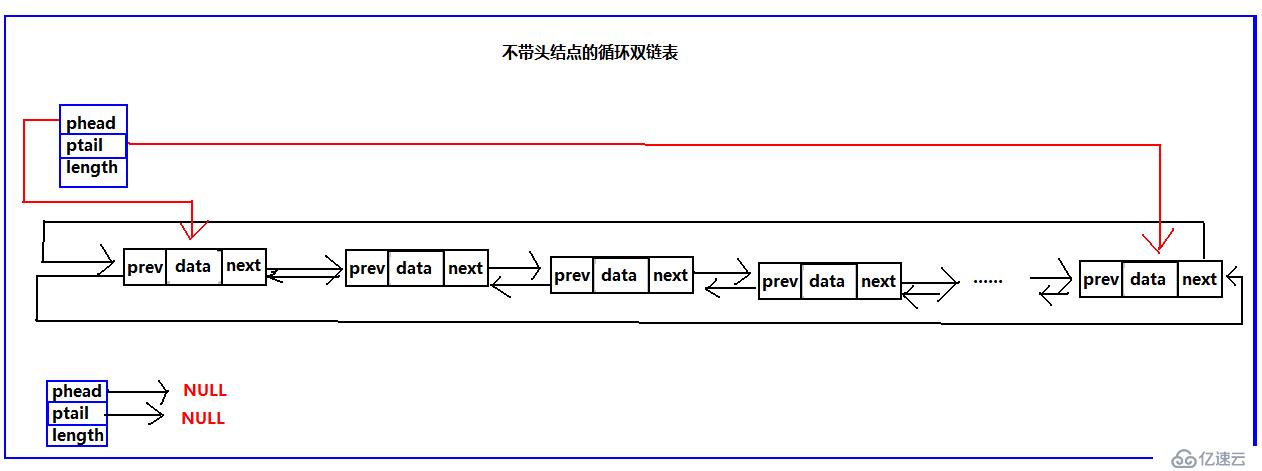 不带头结点的循环双链表
phead
ptail
length
prev data next
prev data next
prev data next
prev data next
......
prev data next
phead
NULL
ptail
NULL
length
亿速云